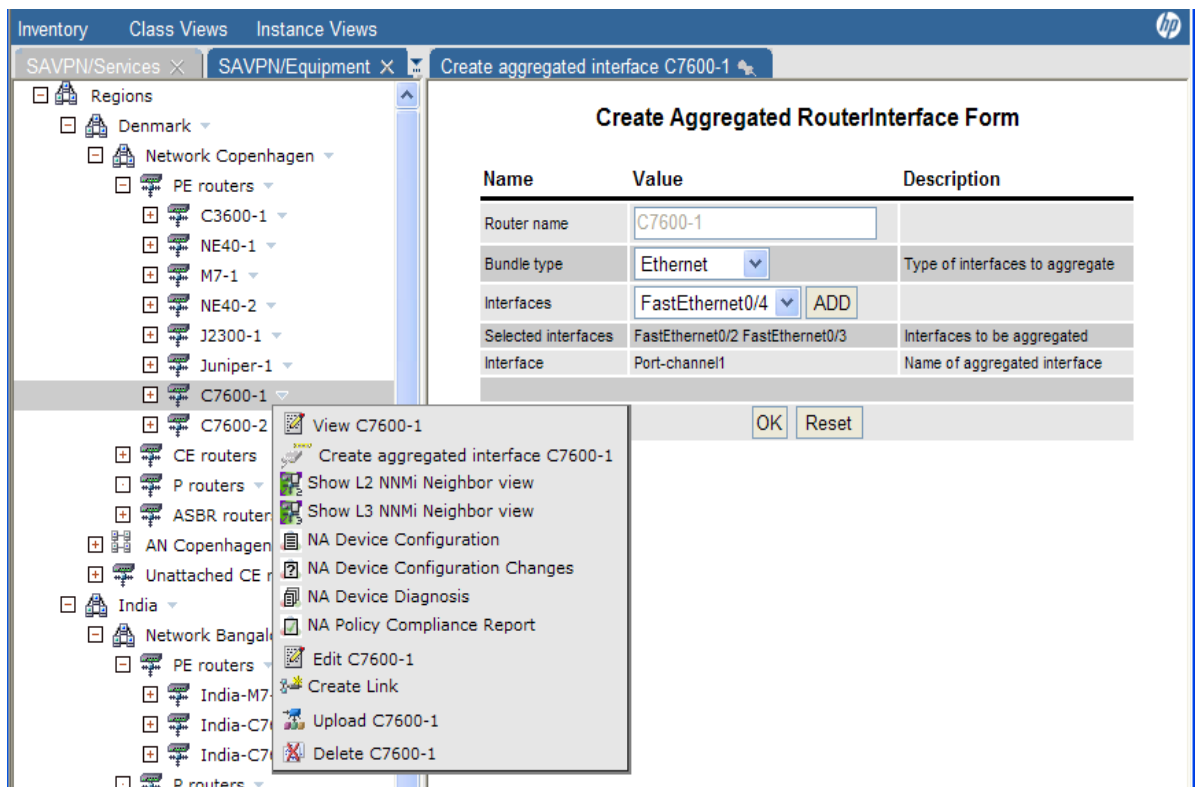 Inventory Class Views Instance Views
hp
SAVPN/Services SAVPN/Equipment Create aggregated interface C7600-1
Regions
Denmark
Network Copenhagen
PE routers
C3600-1
NE40-1
M7-1
NE40-2
J2300-1
Juniper-1
C7600-1
C7600-2
CE routers
P routers
ASBR router
AN Copenhagen
Unattached CE r
India
Network Bangal
PE routers
India-M7
India-C7
India-C7
P routers
View C7600-1
Create aggregated interface C7600-1
Show L2 NNMi Neighbor view
Show L3 NNMi Neighbor view
NA Device Configuration
NA Device Configuration Changes
NA Device Diagnosis
NA Policy Compliance Report
Edit C7600-1
Create Link
Upload C7600-1
Delete C7600-1
Create Aggregated RouterInterface Form
Name Value Description
Router name C7600-1
Bundle type Ethernet Type of interfaces to aggregate
Interfaces FastEthernet0/4 ADD
Selected interfaces FastEthernet0/2 FastEthernet0/3 Interfaces to be aggregated
Interface Port-channel1 Name of aggregated interface
OK Reset